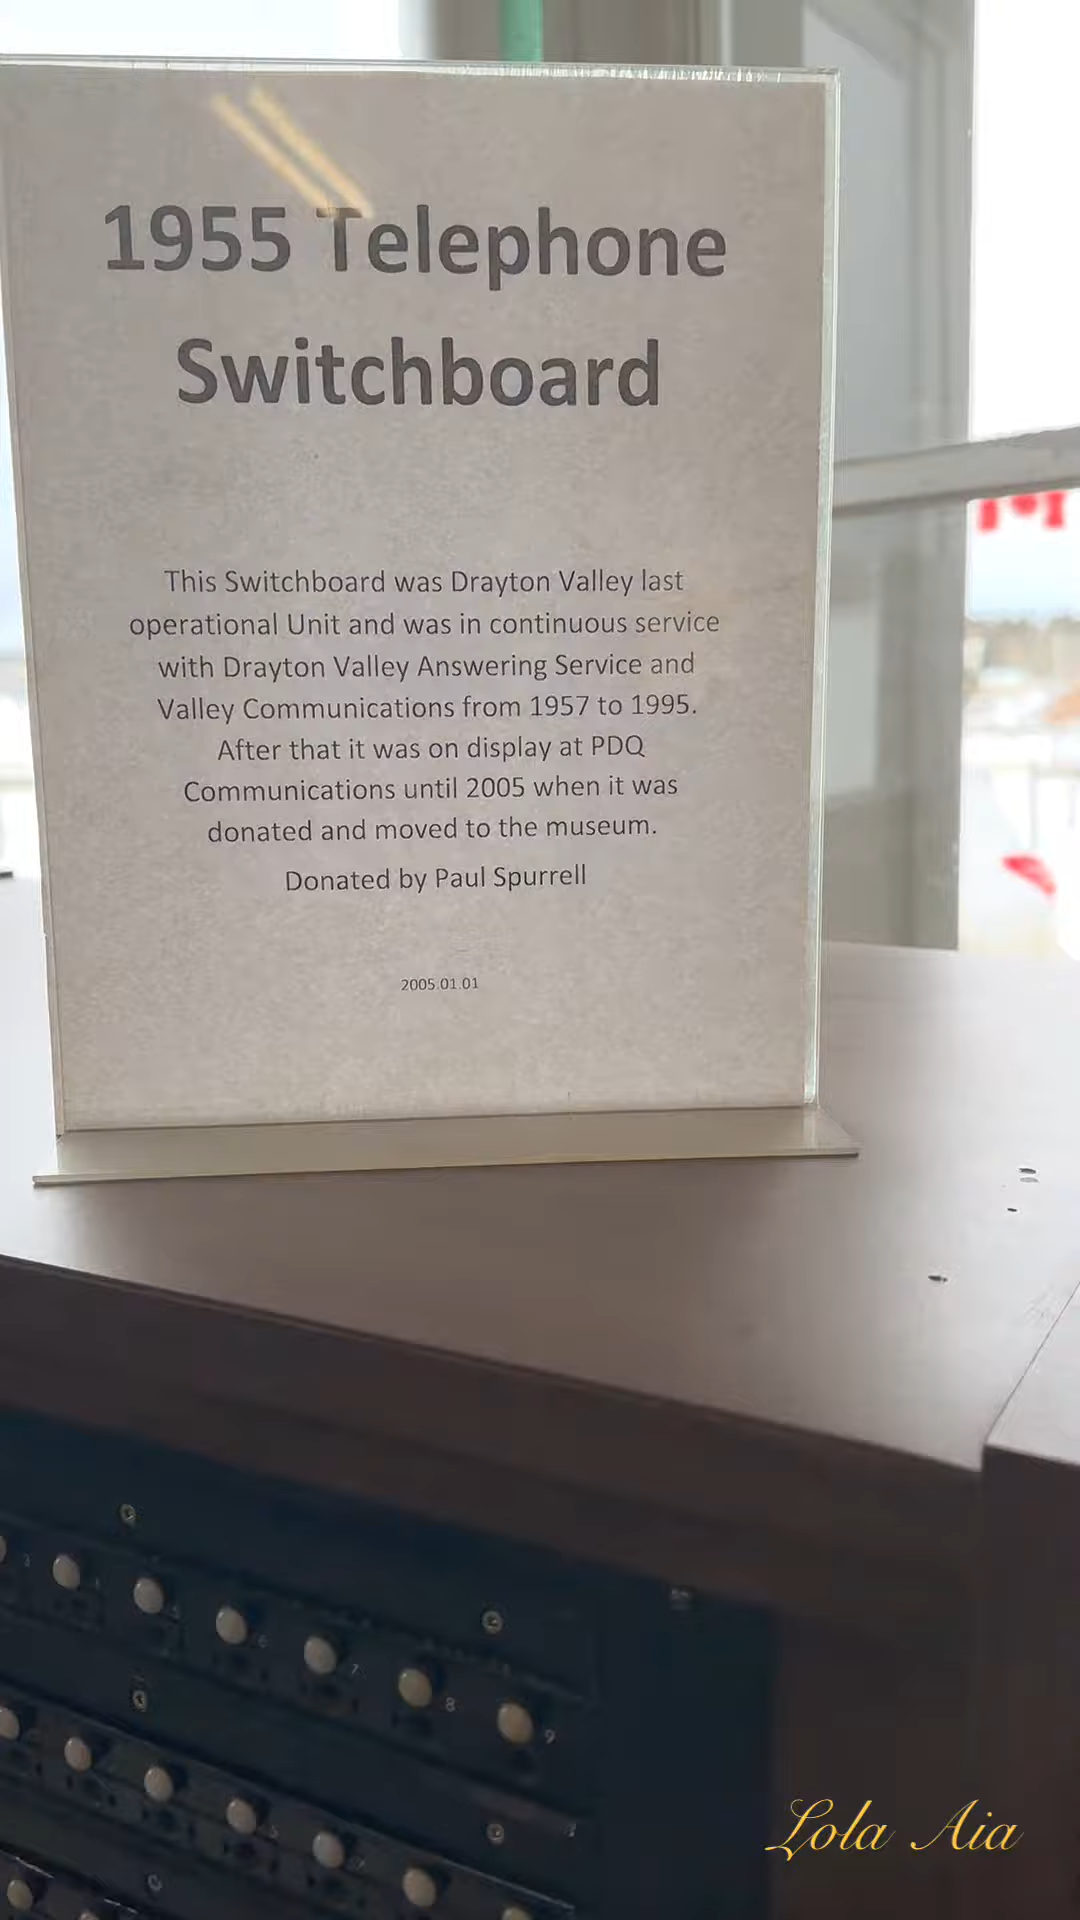 1955 Telephone
Switchboard
This Switchboard was Drayton Valley last
operational Unit and was in continuous service
with Drayton Valley Answering Service and
Valley Communications from 1957 to 1995.
After that it was on display at PDQ
Communications until 2005 when it was
donated and moved to the museum.
Donated by Paul Spurrell
2005.01.01
7
8
9
Lola Aia